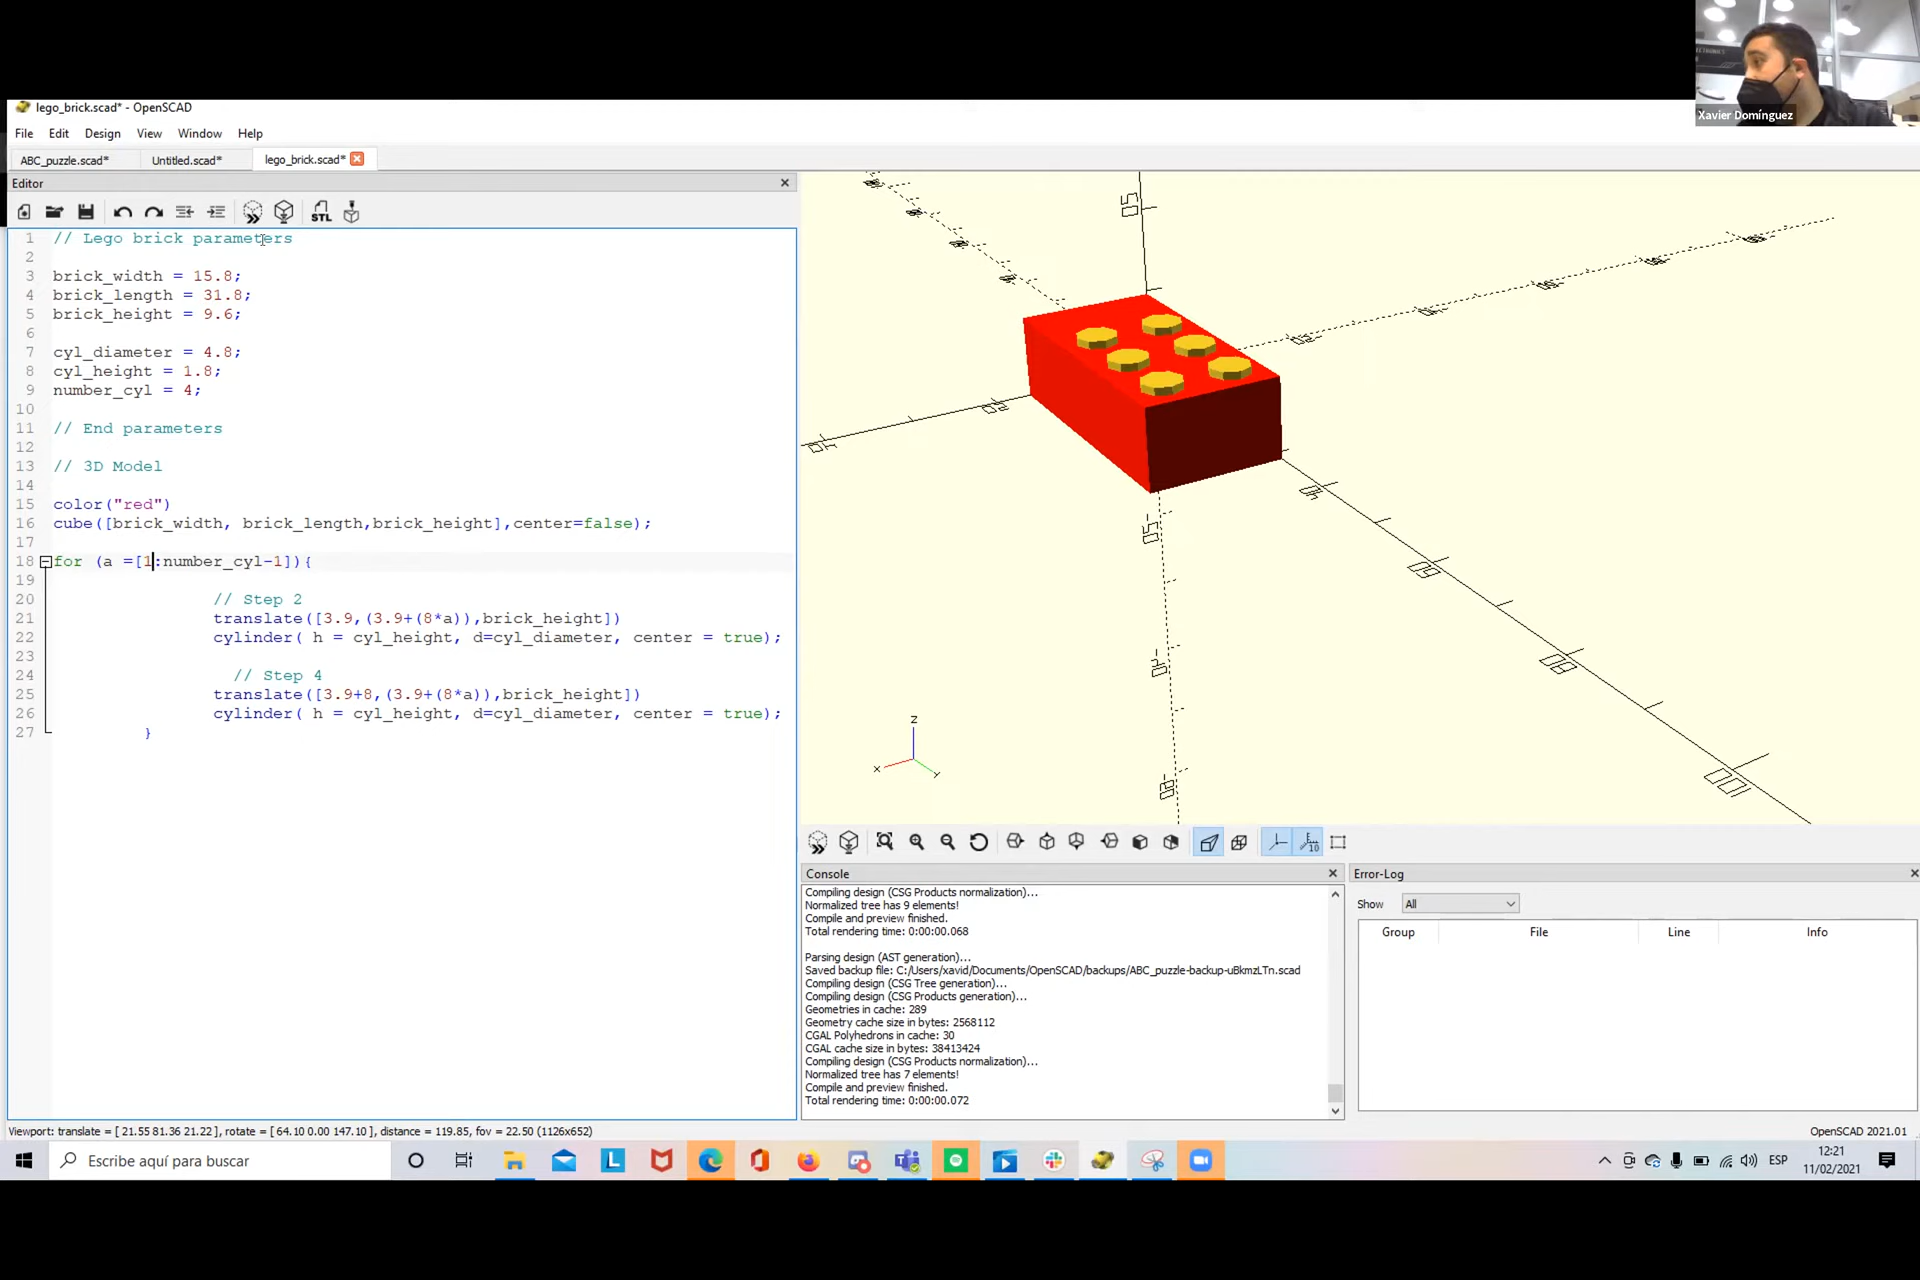 Xavier Domínguez
lego_brick.scad* - OpenSCAD
File Edit Design View Window Help
ABC_puzzle.scad* Untitled.scad* lego_brick.scad*
Editor
STL
1 // Lego brick parameters
2
3 brick_width = 15.8;
4 brick_length = 31.8;
5 brick_height = 9.6;
6
7 cyl_diameter = 4.8;
8 cyl_height = 1.8;
9 number_cyl = 4;
10
11 // End parameters
12
13 // 3D Model
14
15 color("red")
16 cube([brick_width, brick_length,brick_height],center=false);
17
18 for (a =[1:number_cyl-1]){
19
20 // Step 2
21 translate([3.9,(3.9+(8*a)),brick_height])
22 cylinder( h = cyl_height, d=cyl_diameter, center = true);
23
24 // Step 4
25 translate([3.9+8,(3.9+(8*a)),brick_height])
26 cylinder( h = cyl_height, d=cyl_diameter, center = true);
27 }
z
x
Y
Console
Compiling design (CSG Products normalization)...
Normalized tree has 9 elements!
Compile and preview finished.
Total rendering time: 0:00:00.068
Parsing design (AST generation)...
Saved backup file: C:/Users/xavid/Documents/OpenSCAD/backups/ABC_puzzle-backup-uBkmzLTn.scad
Compiling design (CSG Tree generation)...
Compiling design (CSG Products generation)...
Geometries in cache: 289
Geometry cache size in bytes: 2568112
CGAL Polyhedrons in cache: 30
CGAL cache size in bytes: 38413424
Compiling design (CSG Products normalization)...
Normalized tree has 7 elements!
Compile and preview finished.
Total rendering time: 0:00:00.072
Error-Log
Show All
Group File Line Info
Viewport: translate = [ 21.55 81.36 21.22 ], rotate = [ 64.10 0.00 147.10 ], distance = 119.85, fov = 22.50 (1126x652)
OpenSCAD 2021.01
Escribe aquí para buscar
ESP
12:21
11/02/2021